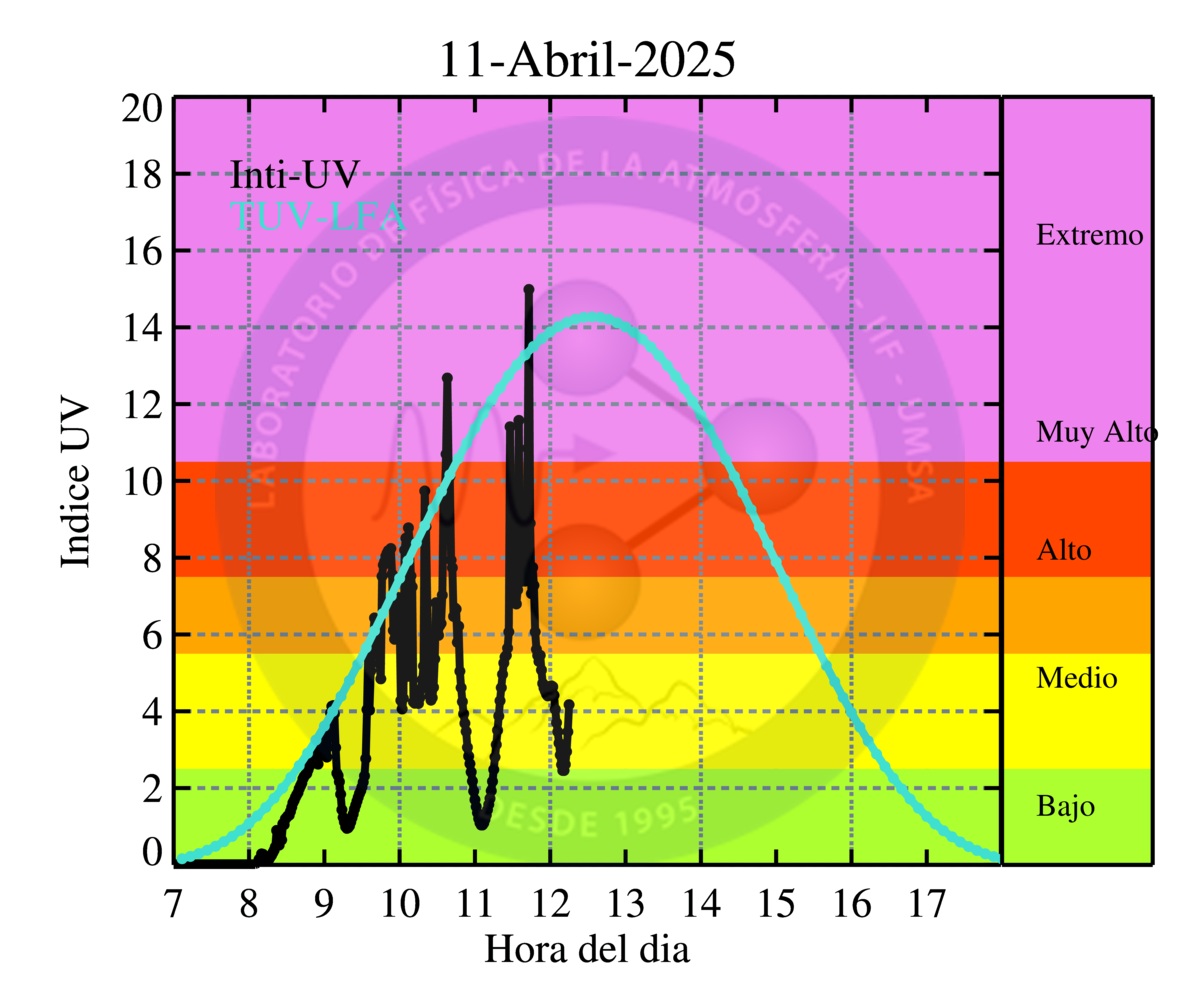 11-Abril-2025
20
18
16
14
12
10
8
6
4
2
0
Indice UV
Inti-UV
TUV-LFA
LABORATORIO DE FÍSICA DE LA ATMÓSFERA - IIF - UMSA
DESDE 1995
Extremo
Muy Alto
Alto
Medio
Bajo
7 8 9 10 11 12 13 14 15 16 17
Hora del dia